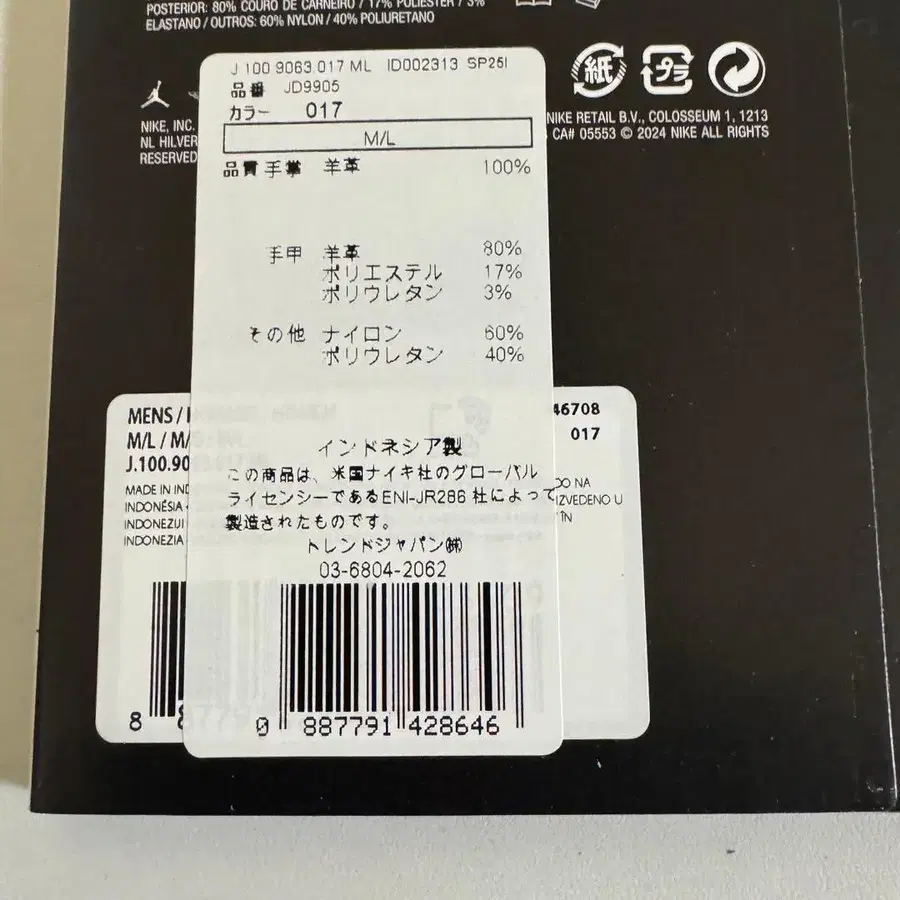 POSTERIOR: 80% COURO DE CARNEIRO / 17% POLIÉSTER / 3%
ELASTANO / OUTROS: 60% NYLON / 40% POLIURETANO
紙
プラ
NIKE, INC.
NL HILVER
RESERVED
NIKE RETAIL B.V., COLOSSEUM 1, 1213
CA# 05553 © 2024 NIKE ALL RIGHTS
J 100 9063 017 ML ID002313 SP25I
品番 JD9905
カラー 017
M/L
品質 手掌 羊革 100%
手甲 羊革 80%
ポリエステル 17%
ポリウレタン 3%
その他 ナイロン 60%
ポリウレタン 40%
インドネシア製
この商品は、米国ナイキ社のグローバル
ライセンシーであるENI-JR286 社によって
製造されたものです。
トレンドジャパン㈱
03-6804-2062
0 887791 428646
MENS /
M/L / M/
J.100.90
MADE IN IND
INDONÉSIA
INDONEZIJI
INDONEZIA
46708
017
DO NA
IZVEDENO U
ÎN
8